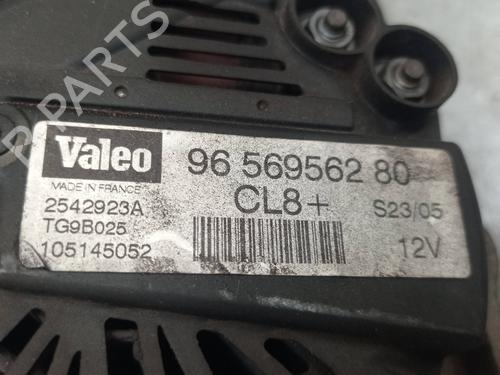 B-PARTS
Valeo
96 569562 80
MADE IN FRANCE
CL8+
2542923A
S23/05
TG9B025
12V
105145052